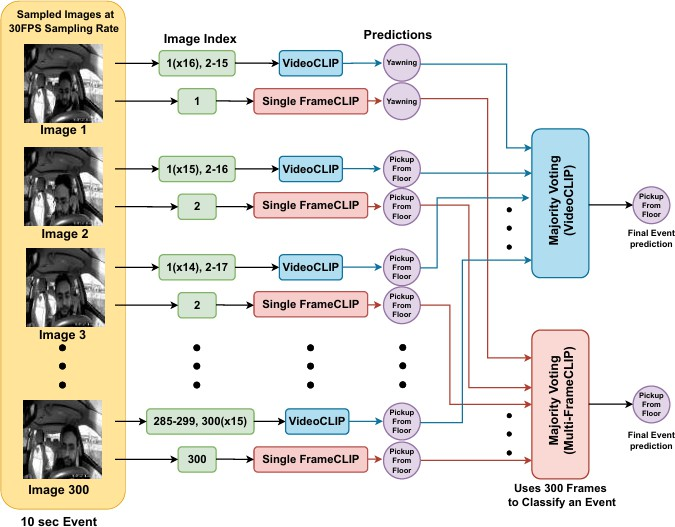 Sampled Images at
30FPS Sampling Rate
Image Index
Predictions
1(x16), 2-15
VideoCLIP
Yawning
1
Single FrameCLIP
Yawning
Image 1
1(x15), 2-16
VideoCLIP
Pickup
From
Floor
2
Single FrameCLIP
Pickup
From
Floor
Image 2
1(x14), 2-17
VideoCLIP
Pickup
From
Floor
2
Single FrameCLIP
Pickup
From
Floor
Image 3
285-299, 300(x15)
VideoCLIP
Pickup
From
Floor
300
Single FrameCLIP
Pickup
From
Floor
Image 300
10 sec Event
Majority Voting
(VideoCLIP)
Pickup
From
Floor
Final Event
prediction
Majority Voting
(Multi-FrameCLIP)
Pickup
From
Floor
Final Event
prediction
Uses 300 Frames
to Classify an Event